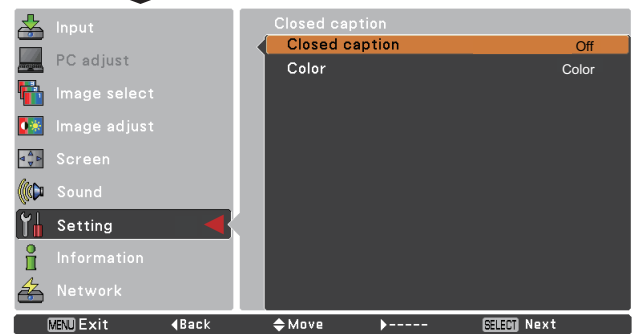 Input
PC adjust
Image select
Image adjust
Screen
Sound
Setting
Information
Network
Closed caption
Closed caption Off
Color Color
MENU Exit Back Move ----- SELECT Next